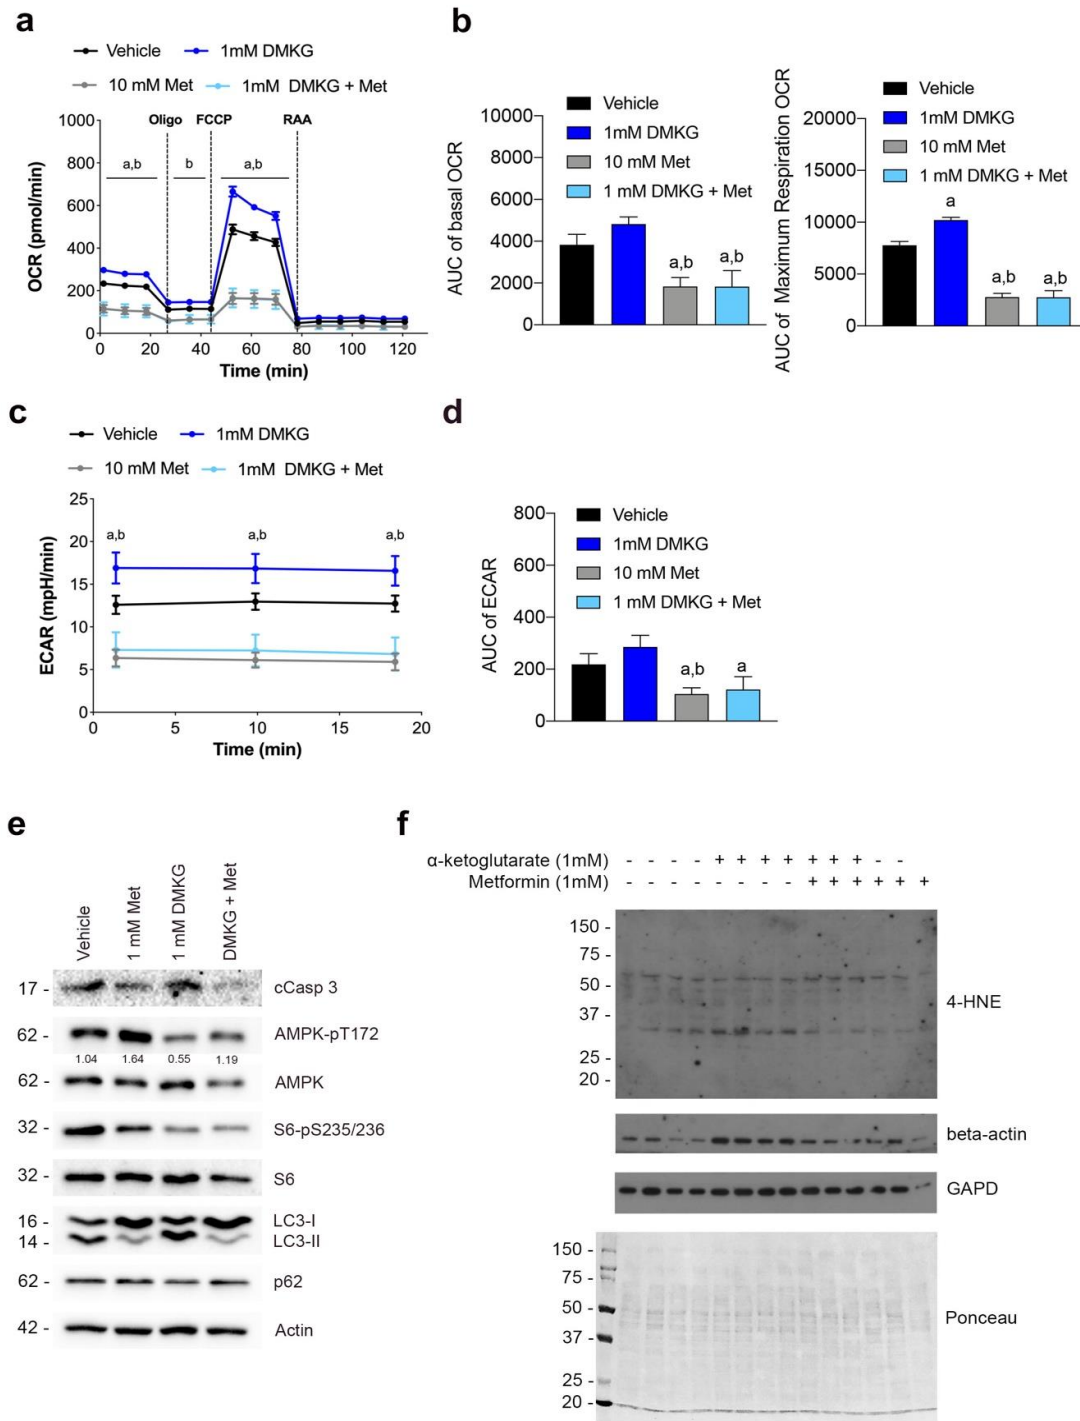 a
Vehicle 1mM DMKG
10 mM Met 1mM DMKG + Met
Oligo FCCP RAA
1000
800
600
400
200
0
a,b b a,b
OCR (pmol/min)
0 20 40 60 80 100 120
Time (min)
b
Vehicle
1mM DMKG
10 mM Met
1 mM DMKG + Met
AUC of basal OCR
10000
8000
6000
4000
2000
0
a,b a,b
Vehicle
1mM DMKG
10 mM Met
1 mM DMKG + Met
AUC of Maximum Respiration OCR
20000
15000
10000
5000
0
a
a,b a,b
c
Vehicle 1mM DMKG
10 mM Met 1mM DMKG + Met
ECAR (mpH/min)
25
20
15
10
5
0
a,b a,b a,b
0 5 10 15 20
Time (min)
d
Vehicle
1mM DMKG
10 mM Met
1 mM DMKG + Met
AUC of ECAR
800
600
400
200
0
a,b a
e
Vehicle
1 mM Met
1 mM DMKG
DMKG + Met
17 - cCasp 3
62 - AMPK-pT172
1.04 1.64 0.55 1.19
62 - AMPK
32 - S6-pS235/236
32 - S6
16 - LC3-I
14 - LC3-II
62 - p62
42 - Actin
f
α-ketoglutarate (1mM) - - - - + + + + + + + - -
Metformin (1mM) - - - - - - - - + + + + + +
150 -
75 -
50 -
37 -
25 -
20 -
4-HNE
beta-actin
GAPD
150 -
75 -
50 -
37 -
25 -
20 -
Ponceau